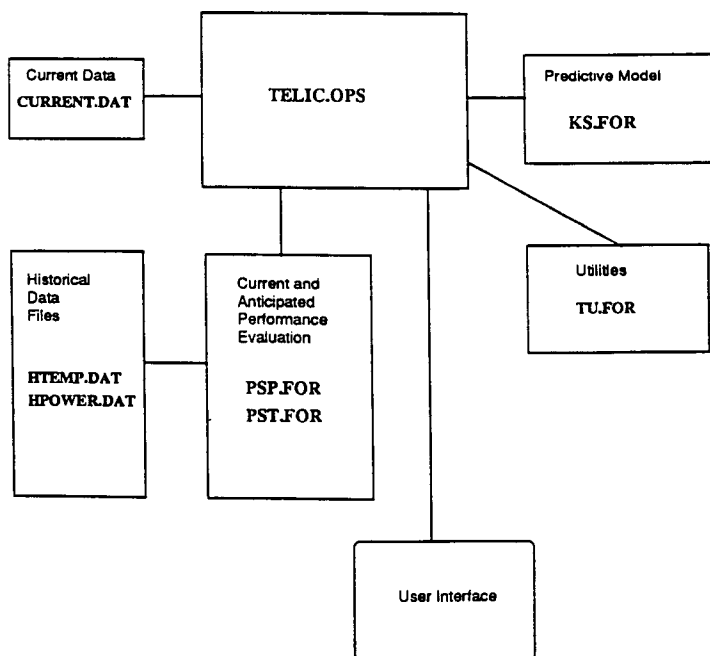 Current Data
CURRENT.DAT
TELIC.OPS
Predictive Model
KS.FOR
Historical
Data
Files
HTEMP.DAT
HPOWER.DAT
Current and
Anticipated
Performance
Evaluation
PSP.FOR
PST.FOR
Utilities
TU.FOR
User Interface